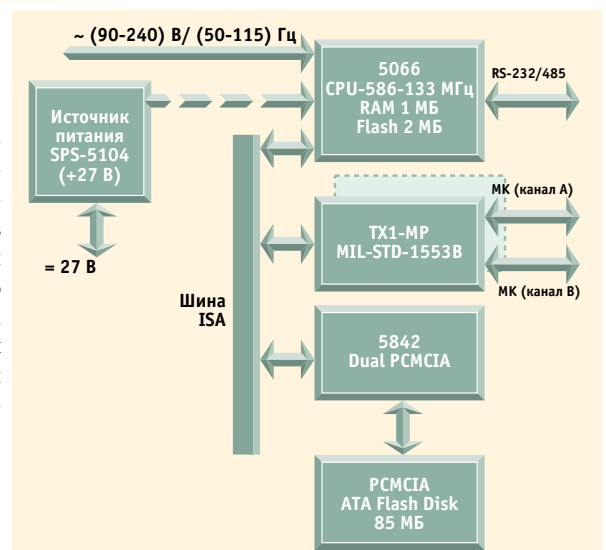 ~ (90-240) В/ (50-115) Гц
5066
CPU-586-133 МГц
RAM 1 МБ
Flash 2 МБ
RS-232/485
Источник
питания
SPS-5104
(+27 В)
= 27 В
TX1-MP
MIL-STD-1553B
МК (канал А)
МК (канал В)
Шина
ISA
5842
Dual PCMCIA
PCMCIA
ATA Flash Disk
85 МБ